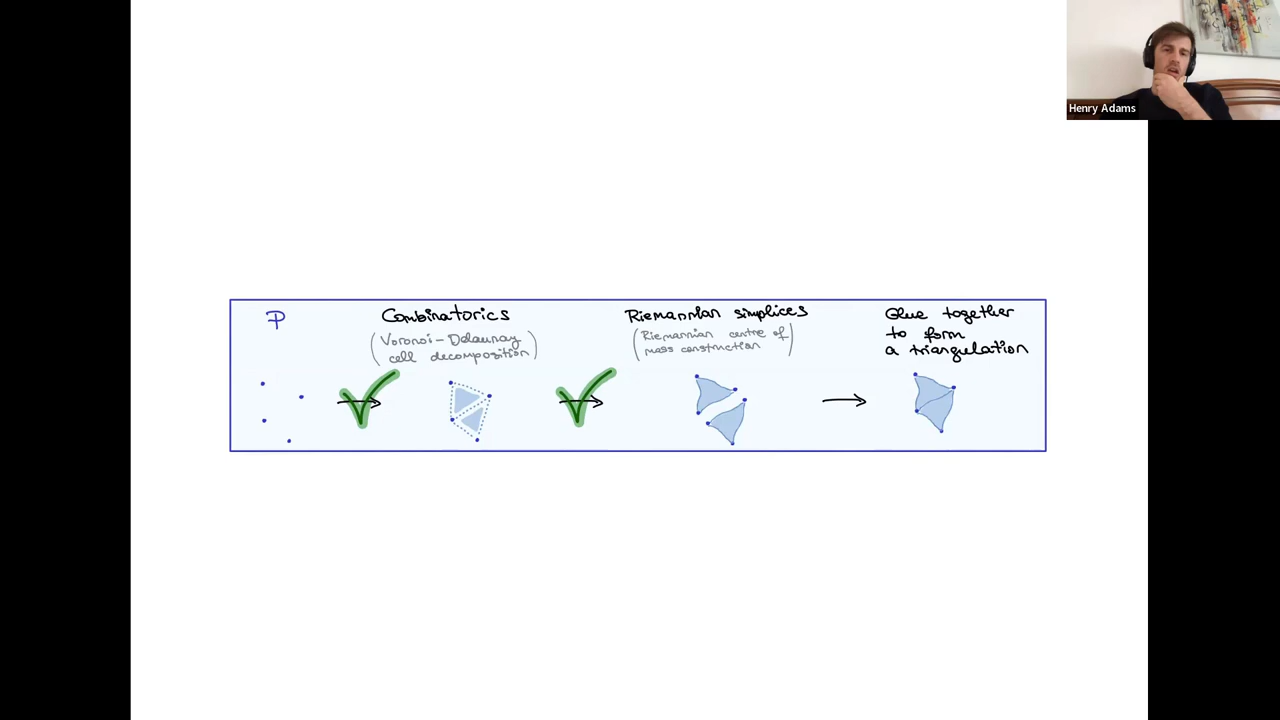 Henry Adams
P
Combinatorics
(Voronoi-Delaunay
cell decomposition)
Riemannian simplices
(Riemannian centre of
mass construction)
Glue together
to form
a triangulation